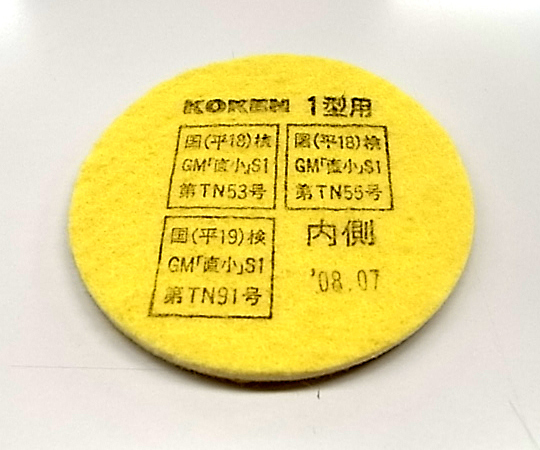 KOKEN 1型用
国(平18)検
GM「直小」S1
第TN53号
国(平18)検
GM「直小」S1
第TN55号
国(平19)検
GM「直小」S1
第TN91号
内側
'08.07